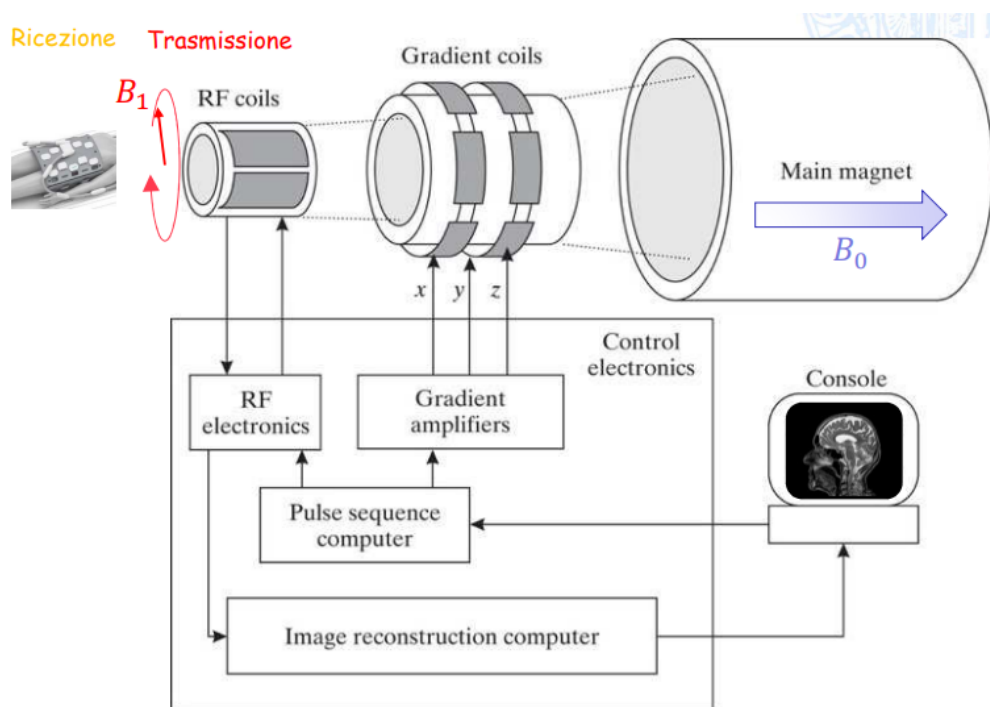 Ricezione
Trasmissione
Gradient coils
B₁
RF coils
Main magnet
B₀
x
y
z
Control
electronics
RF
electronics
Gradient
amplifiers
Console
Pulse sequence
computer
Image reconstruction computer